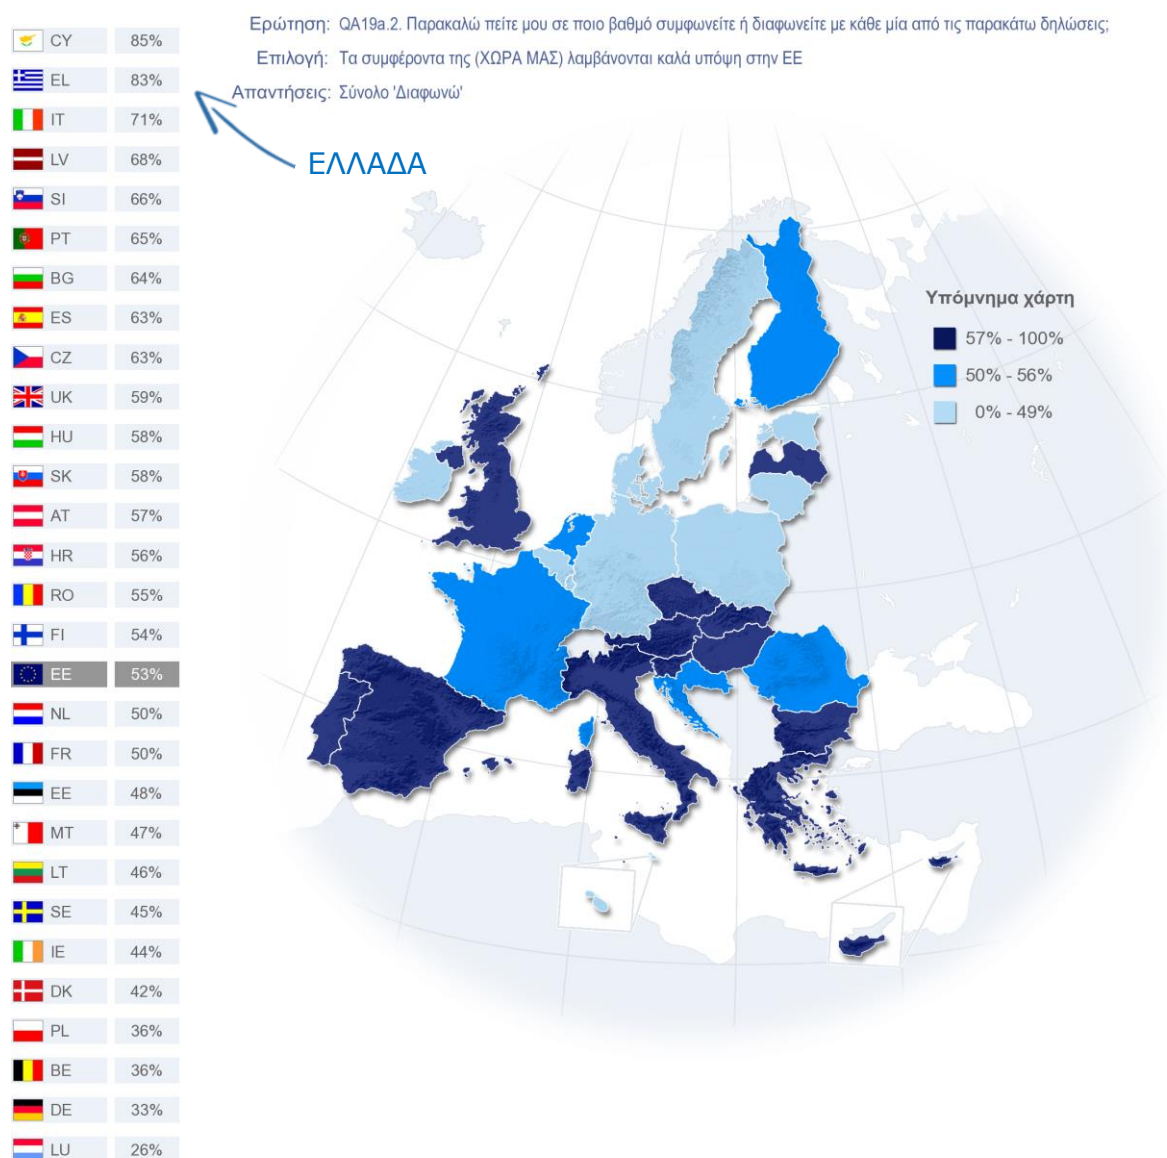 Ερώτηση: QA19a.2. Παρακαλώ πείτε μου σε ποιο βαθμό συμφωνείτε ή διαφωνείτε με κάθε μία από τις παρακάτω δηλώσεις;
Επιλογή: Τα συμφέροντα της (ΧΩΡΑ ΜΑΣ) λαμβάνονται καλά υπόψη στην ΕΕ
Απαντήσεις: Σύνολο 'Διαφωνώ'
ΕΛΛΑΔΑ
CY 85%
EL 83%
IT 71%
LV 68%
SI 66%
PT 65%
BG 64%
ES 63%
CZ 63%
UK 59%
HU 58%
SK 58%
AT 57%
HR 56%
RO 55%
FI 54%
EE 53%
NL 50%
FR 50%
EE 48%
MT 47%
LT 46%
SE 45%
IE 44%
DK 42%
PL 36%
BE 36%
DE 33%
LU 26%
Υπόμνημα χάρτη
57% - 100%
50% - 56%
0% - 49%